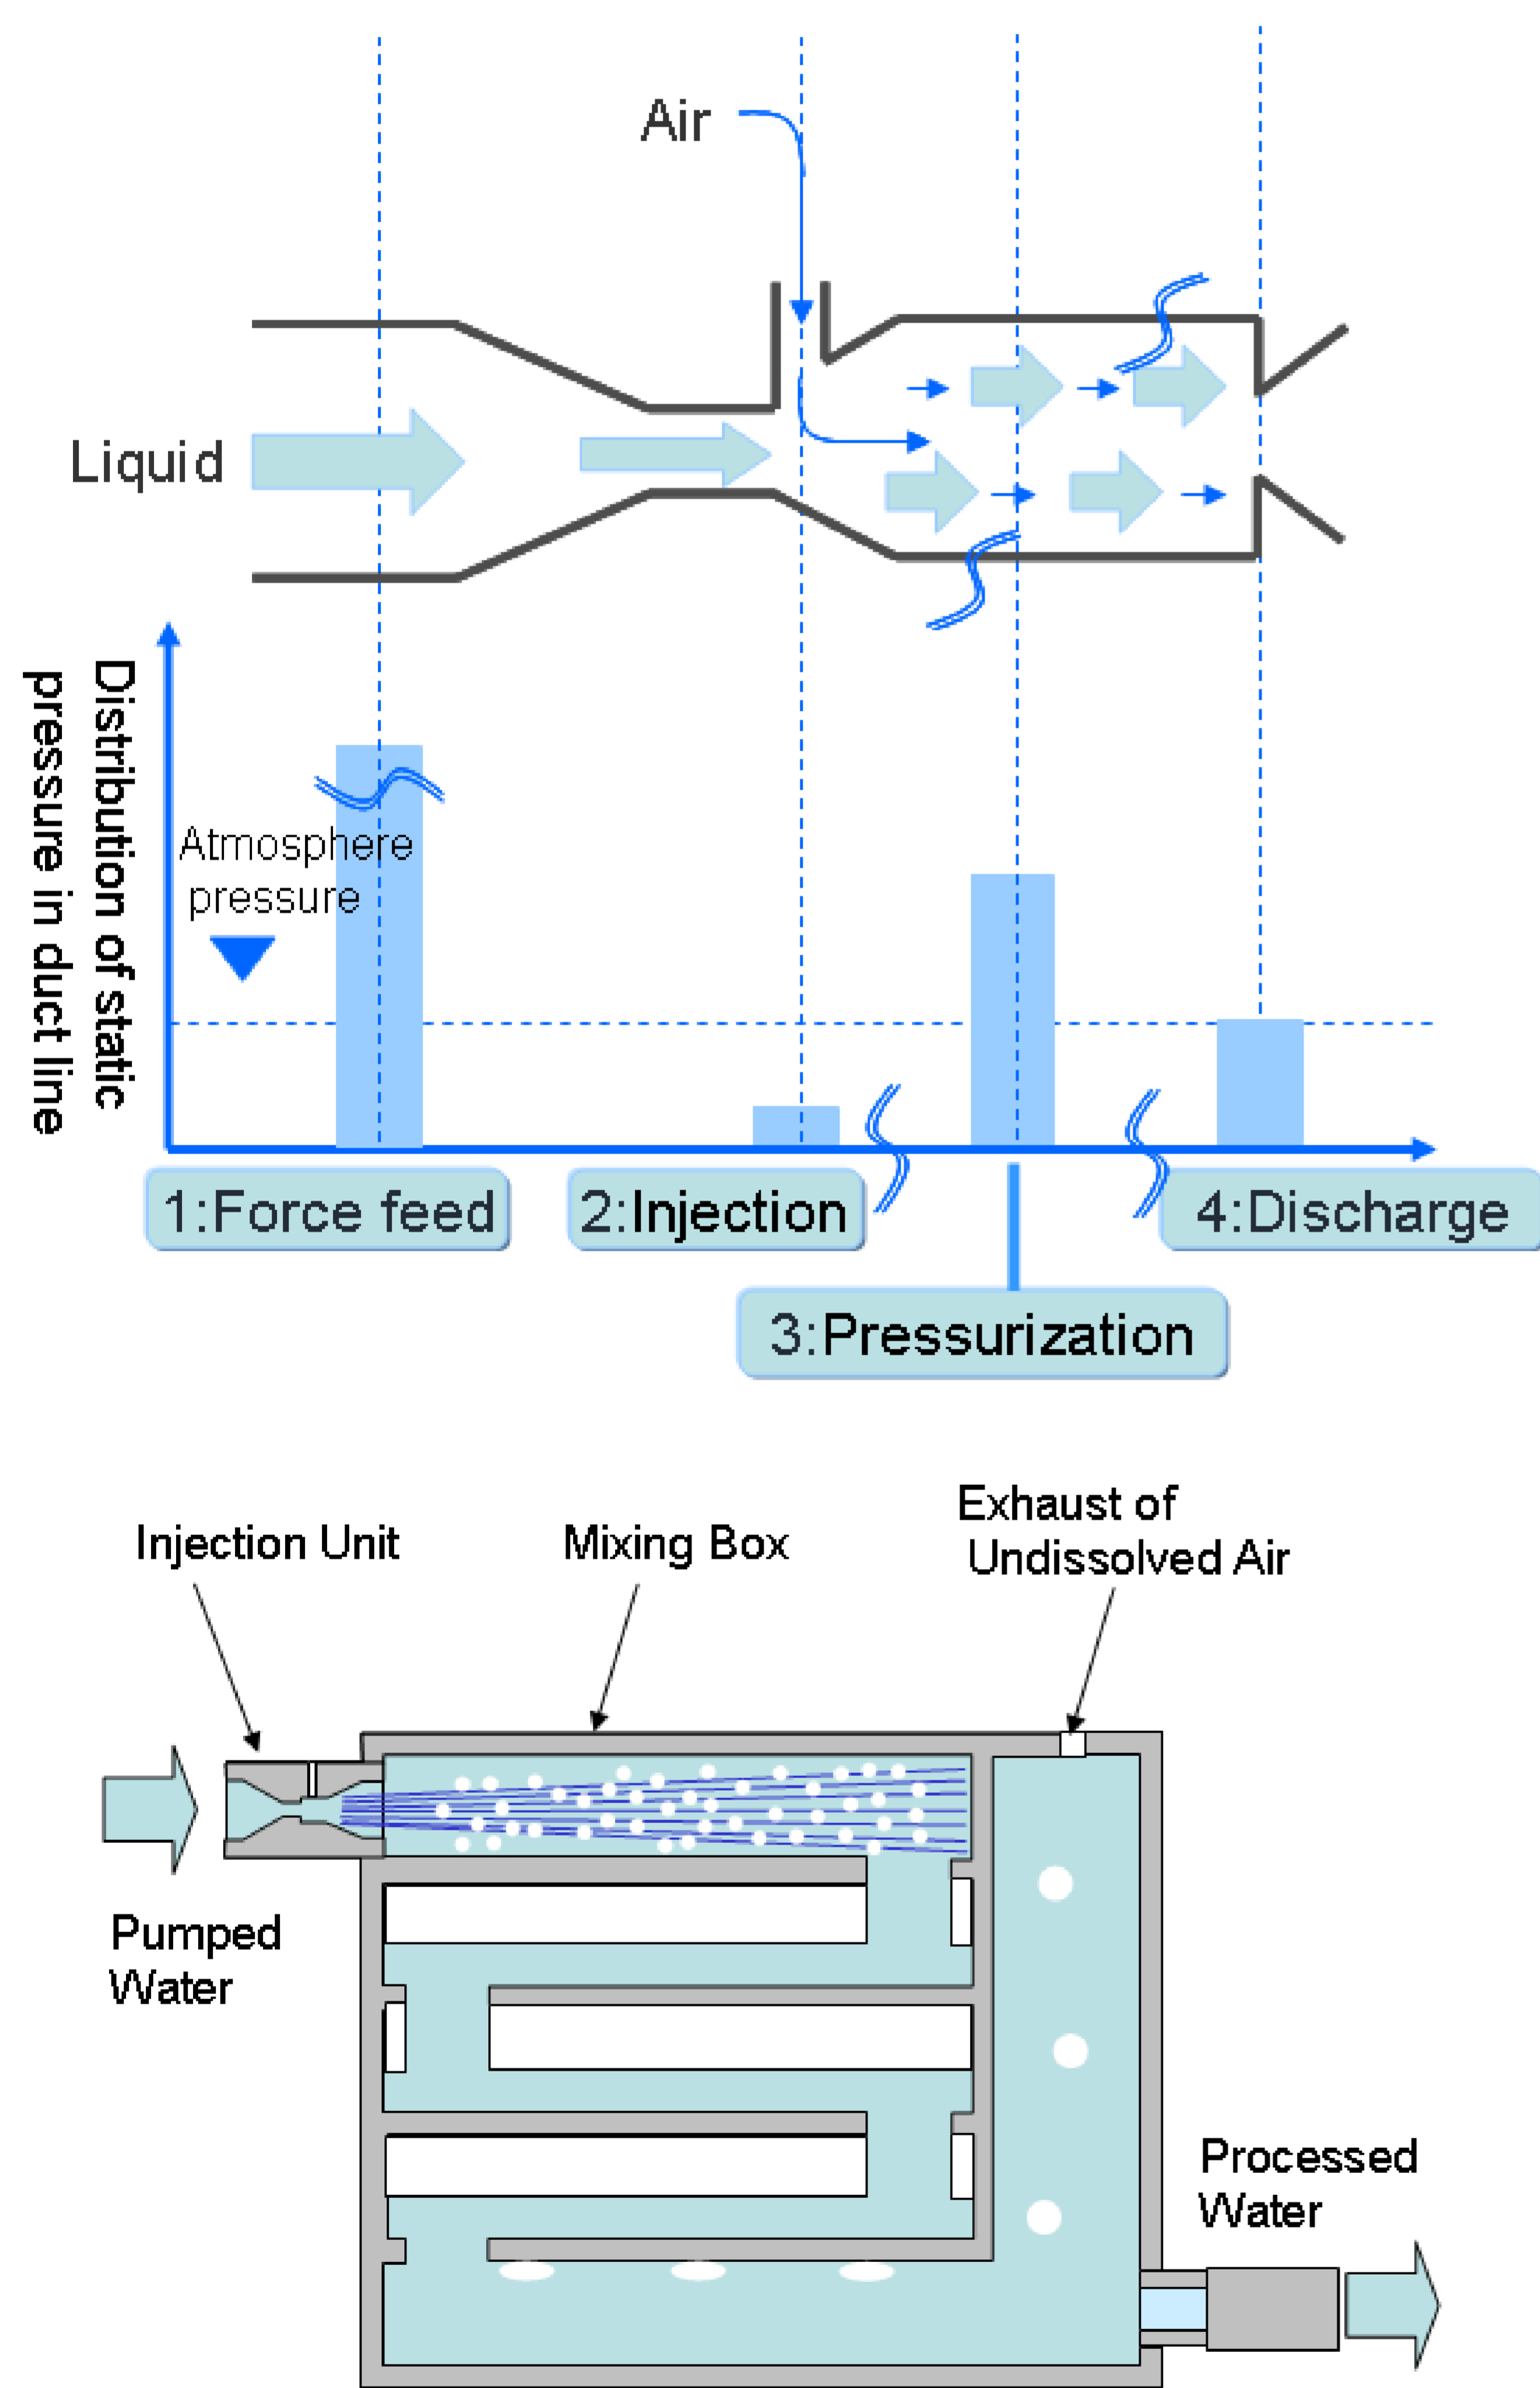 Air
Liquid
Distribution of static
pressure in duct line
Atmosphere
pressure
1:Force feed
2:Injection
4:Discharge
3:Pressurization
Exhaust of
Undissolved Air
Injection Unit
Mixing Box
Pumped
Water
Processed
Water